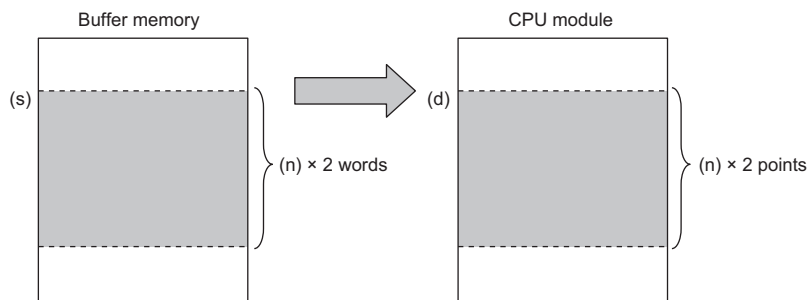 Buffer memory
CPU module
(s)
(d)
(n) × 2 words
(n) × 2 points